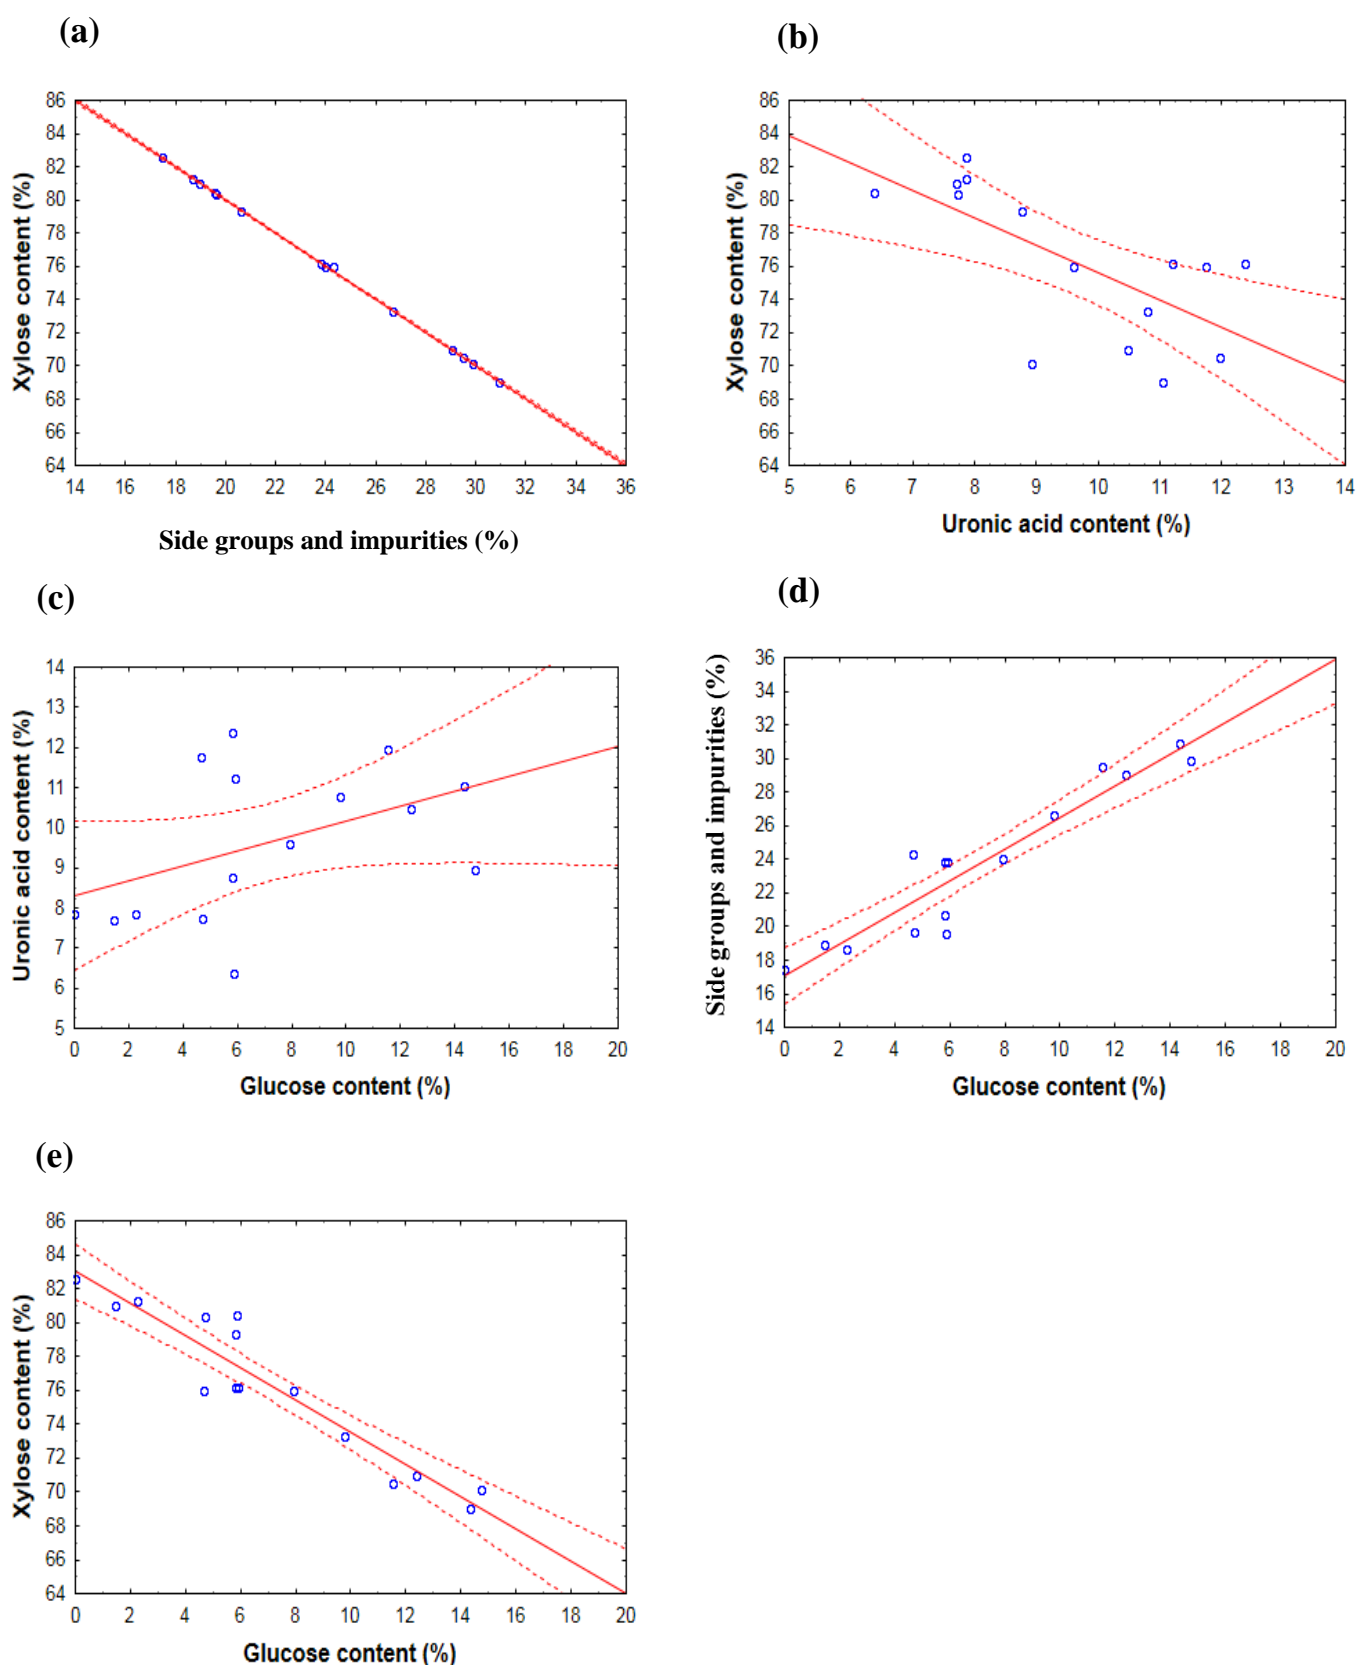 (a)
86
84
82
80
78
76
74
72
70
68
66
64
Xylose content (%)
14 16 18 20 22 24 26 28 30 32 34 36
Side groups and impurities (%)
(b)
86
84
82
80
78
76
74
72
70
68
66
64
Xylose content (%)
5 6 7 8 9 10 11 12 13 14
Uronic acid content (%)
(c)
14
13
12
11
10
9
8
7
6
5
Uronic acid content (%)
0 2 4 6 8 10 12 14 16 18 20
Glucose content (%)
(d)
36
34
32
30
28
26
24
22
20
18
16
14
Side groups and impurities (%)
0 2 4 6 8 10 12 14 16 18 20
Glucose content (%)
(e)
86
84
82
80
78
76
74
72
70
68
66
64
Xylose content (%)
0 2 4 6 8 10 12 14 16 18 20
Glucose content (%)